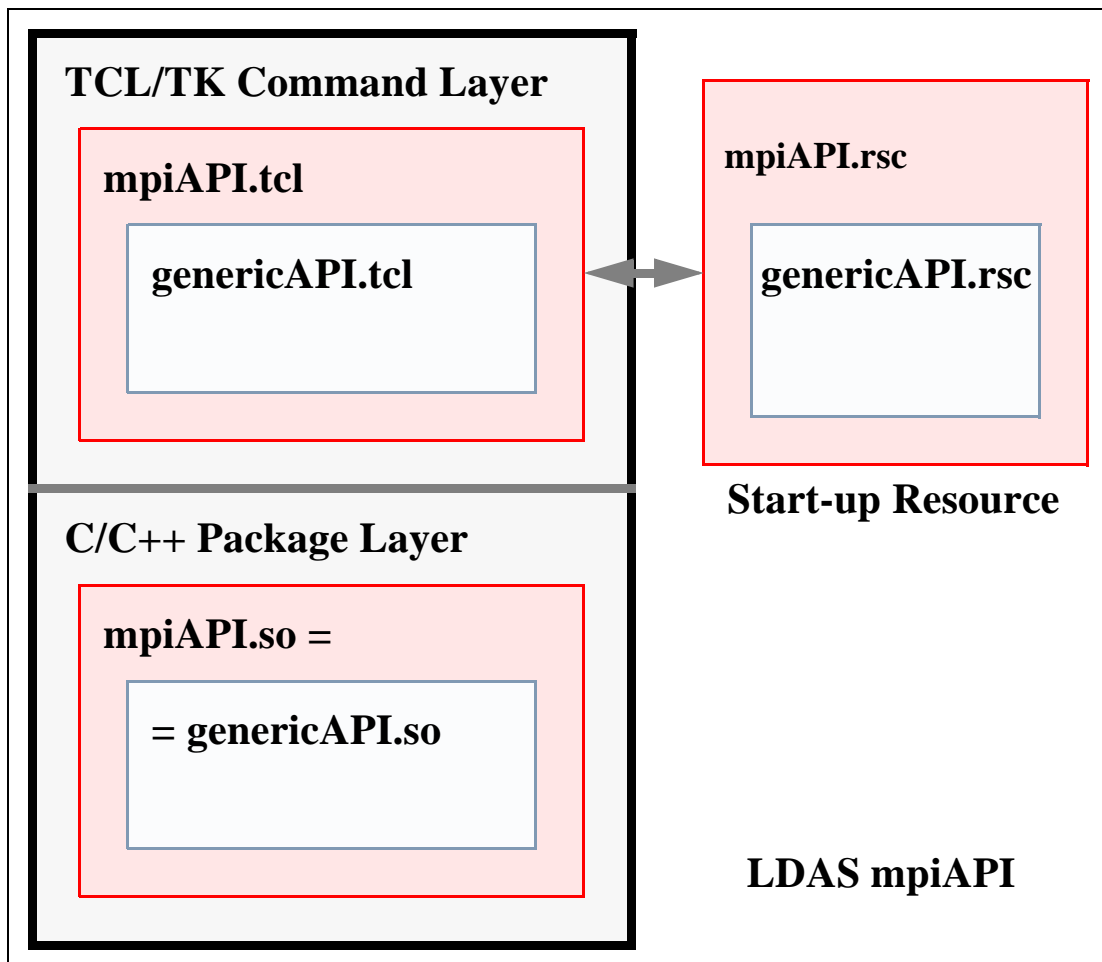 TCL/TK Command Layer
mpiAPI.tcl
genericAPI.tcl
mpiAPI.rsc
genericAPI.rsc
Start-up Resource
C/C++ Package Layer
mpiAPI.so =
= genericAPI.so
LDAS mpiAPI